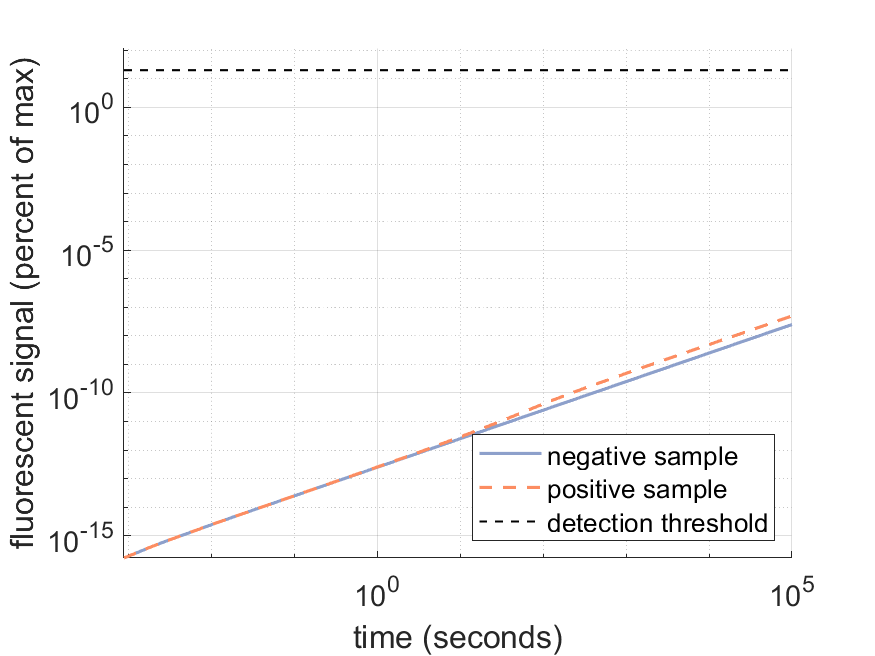 fluorescent signal (percent of max)
10^0
10^-5
10^-10
10^-15
negative sample
positive sample
detection threshold
10^0
10^5
time (seconds)